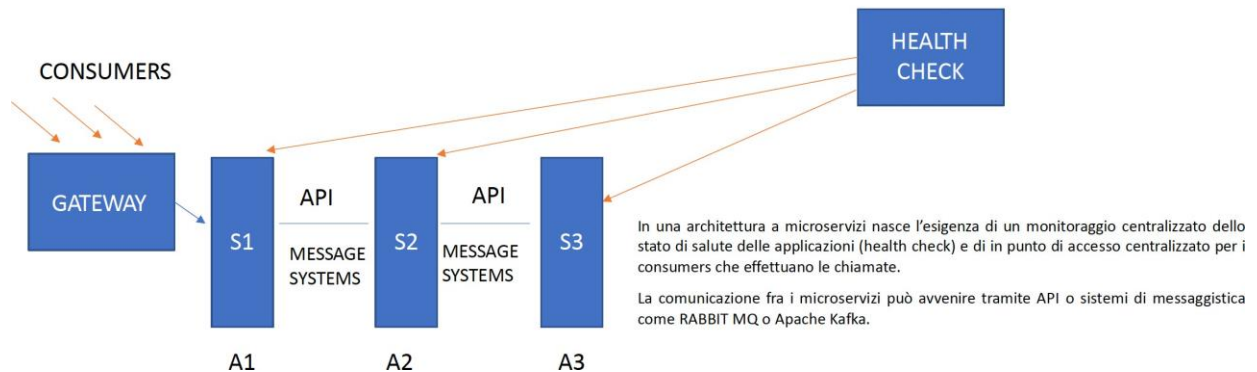 HEALTH
CHECK
CONSUMERS
GATEWAY
S1
API
MESSAGE
SYSTEMS
S2
API
MESSAGE
SYSTEMS
S3
A1
A2
A3
In una architettura a microservizi nasce l’esigenza di un monitoraggio centralizzato dello
stato di salute delle applicazioni (health check) e di in punto di accesso centralizzato per i
consumers che effettuano le chiamate.
La comunicazione fra i microservizi può avvenire tramite API o sistemi di messaggistica
come RABBIT MQ o Apache Kafka.